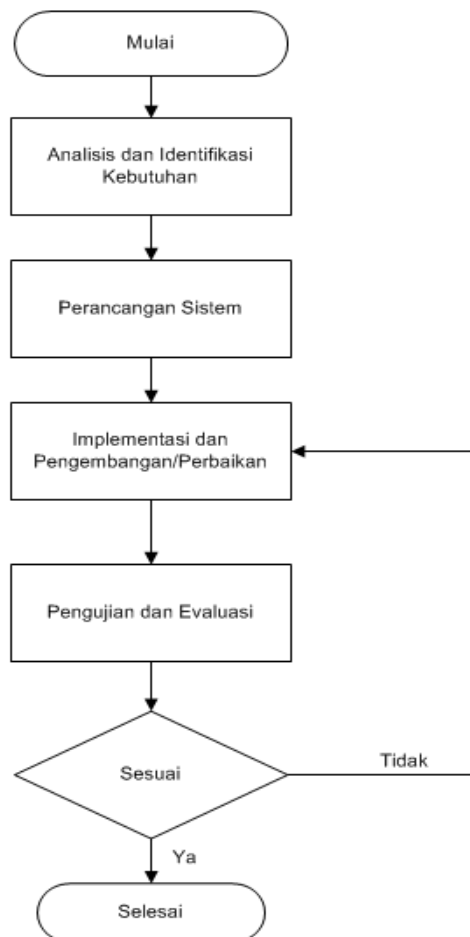 Mulai
Analisis dan Identifikasi
Kebutuhan
Perancangan Sistem
Implementasi dan
Pengembangan/Perbaikan
Pengujian dan Evaluasi
Sesuai
Tidak
Ya
Selesai